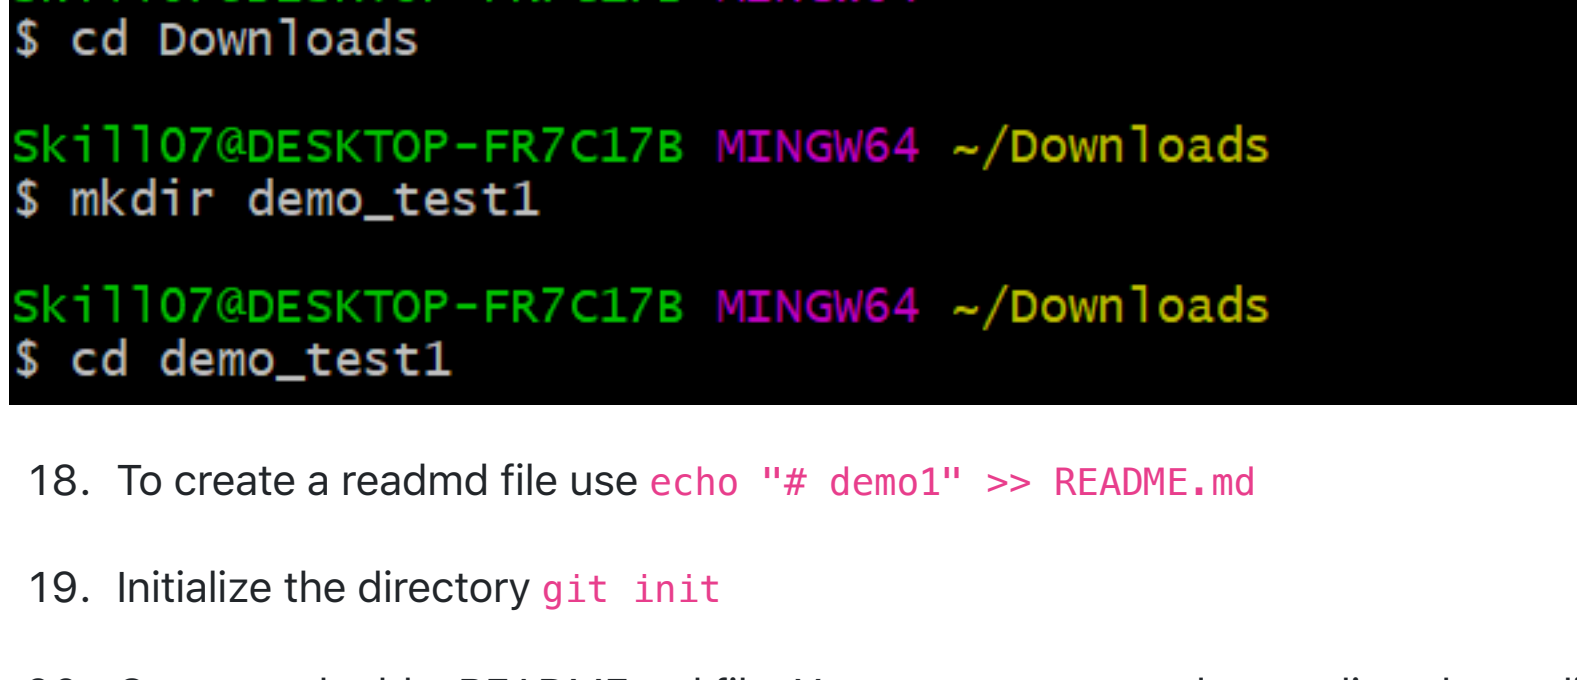 $ cd Downloads
Skill07@DESKTOP-FR7C17B MINGW64 ~/Downloads
$ mkdir demo_test1
Skill07@DESKTOP-FR7C17B MINGW64 ~/Downloads
$ cd demo_test1
18. To create a readmd file use echo "# demo1" >> README.md
19. Initialize the directory git init